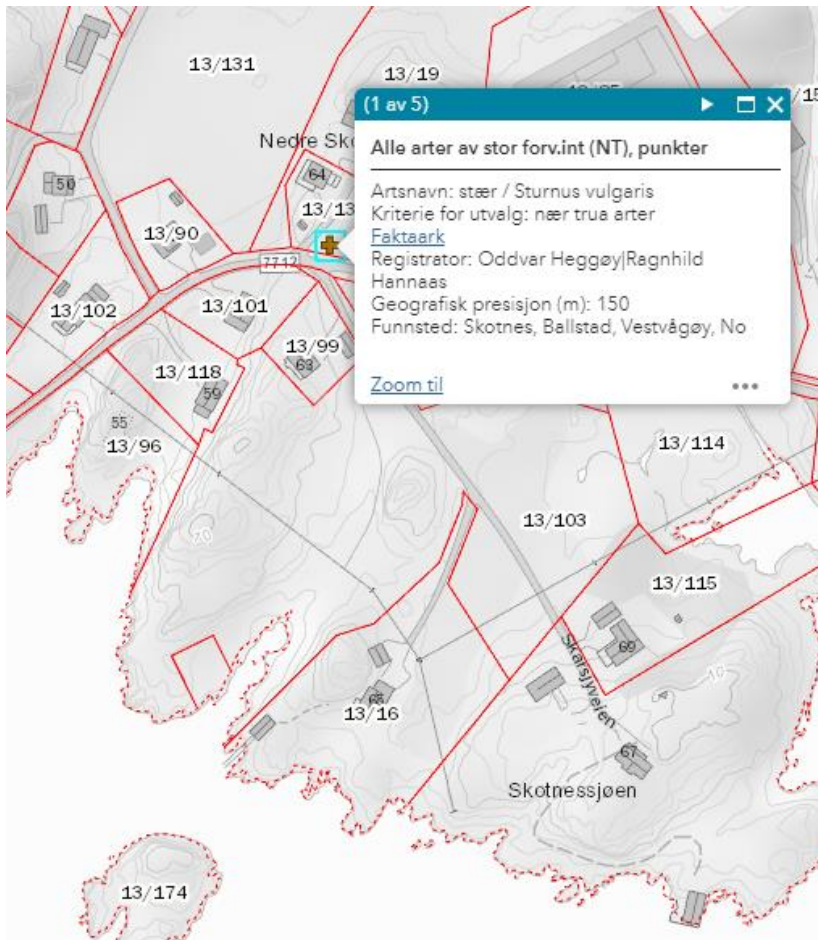 13/131
13/19
(1 av 5)
Nedre
Alle arter av stor forv.int (NT), punkter
Artsnavn: stær / Sturnus vulgaris
Kriterie for utvalg: nær trua arter
Faktaark
Registrator: Oddvar Heggøy|Ragnhild
Hannaas
Geografisk presisjon (m): 150
Funnsted: Skotnes, Ballstad, Vestvågøy, No
Zoom til
64
50
13/13
13/90
7712
13/102
13/101
13/99
63
13/118
59
55
13/96
13/114
70
13/103
13/115
69
Skarsjyveien
10
13/16
67
Skotnessjøen
13/174